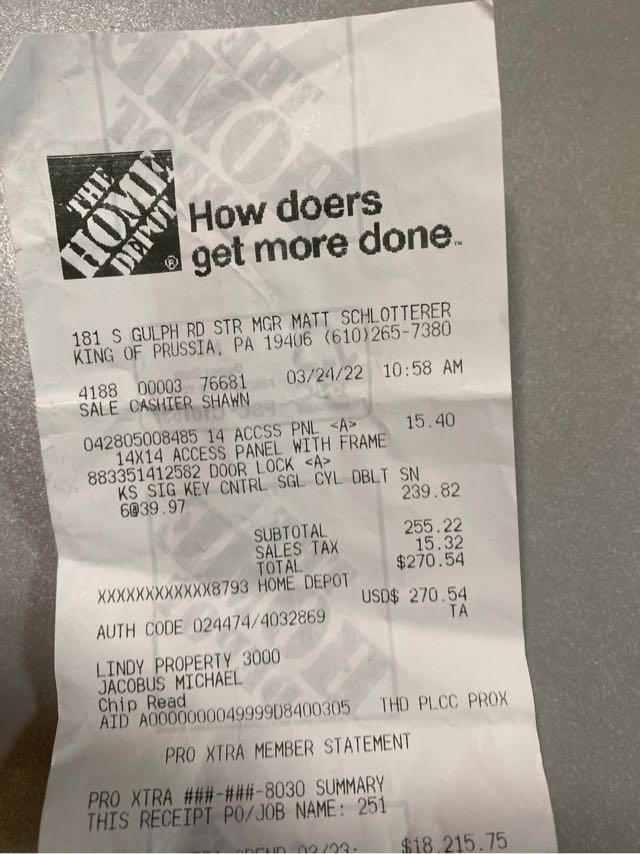 THE
HOME
DEPOT
®
How doers
get more done™
181 S GULPH RD STR MGR MATT SCHLOTTERER
KING OF PRUSSIA, PA 19406 (610)265-7380
4188 00003 76681 03/24/22 10:58 AM
SALE CASHIER SHAWN
042805008485 14 ACCSS PNL <A> 15.40
14X14 ACCESS PANEL WITH FRAME
883351412582 DOOR LOCK <A>
KS SIG KEY CNTRL SGL CYL DBLT SN
6@39.97 239.82
SUBTOTAL 255.22
SALES TAX 15.32
TOTAL $270.54
XXXXXXXXXXXX8793 HOME DEPOT
USD$ 270.54
AUTH CODE 024474/4032869 TA
LINDY PROPERTY 3000
JACOBUS MICHAEL
Chip Read
AID A0000000049999D8400305 THD PLCC PROX
PRO XTRA MEMBER STATEMENT
PRO XTRA ###-###-8030 SUMMARY
THIS RECEIPT PO/JOB NAME: 251
03/23: $18,215.75